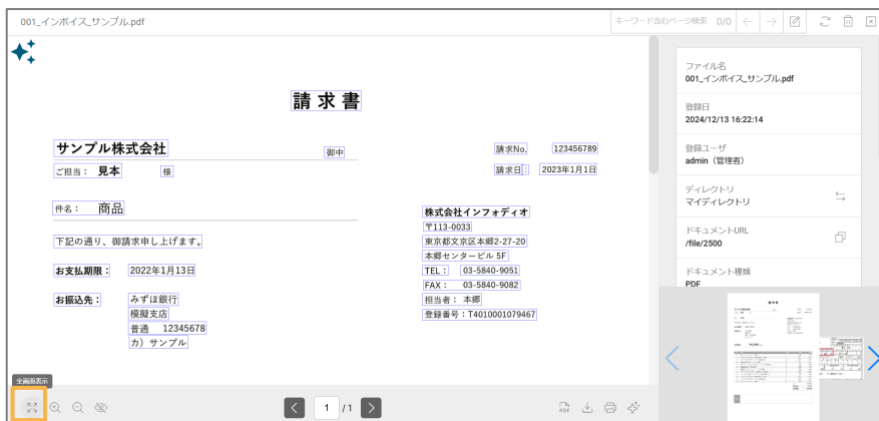 001_インボイス_サンプル.pdf
キーワード含むページ検索 0/0
請求書
サンプル株式会社 御中
ご担当： 見本 様
件名： 商品
下記の通り、御請求申し上げます。
お支払期限： 2022年1月13日
お振込先： みずほ銀行
模擬支店
普通 12345678
カ）サンプル
請求No. 123456789
請求日： 2023年1月1日
株式会社インフォディオ
〒113-0033
東京都文京区本郷2-27-20
本郷センタービル 5F
TEL： 03-5840-9051
FAX： 03-5840-9082
担当者： 本郷
登録番号：T4010001079467
全画面表示
1 /1
PDF
ファイル名
001_インボイス_サンプル.pdf
登録日
2024/12/13 16:22:14
登録ユーザ
admin（管理者）
ディレクトリ
マイディレクトリ
ドキュメントURL
/file/2500
ドキュメント種類
PDF
請求書